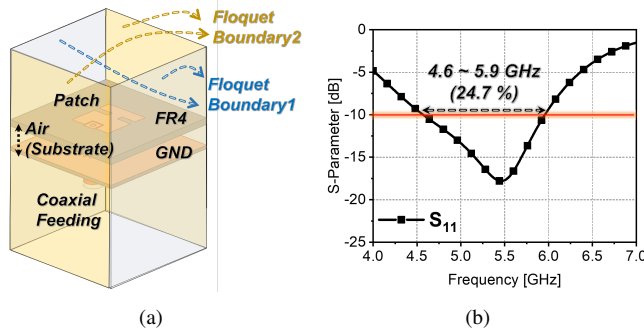 Floquet
Boundary2
Floquet
Boundary1
Patch
FR4
Air
(Substrate)
GND
Coaxial
Feeding
(a)
S-Parameter [dB]
0
-5
-10
-15
-20
-25
4.6 ~ 5.9 GHz
(24.7 %)
S11
4.0 4.5 5.0 5.5 6.0 6.5 7.0
Frequency [GHz]
(b)